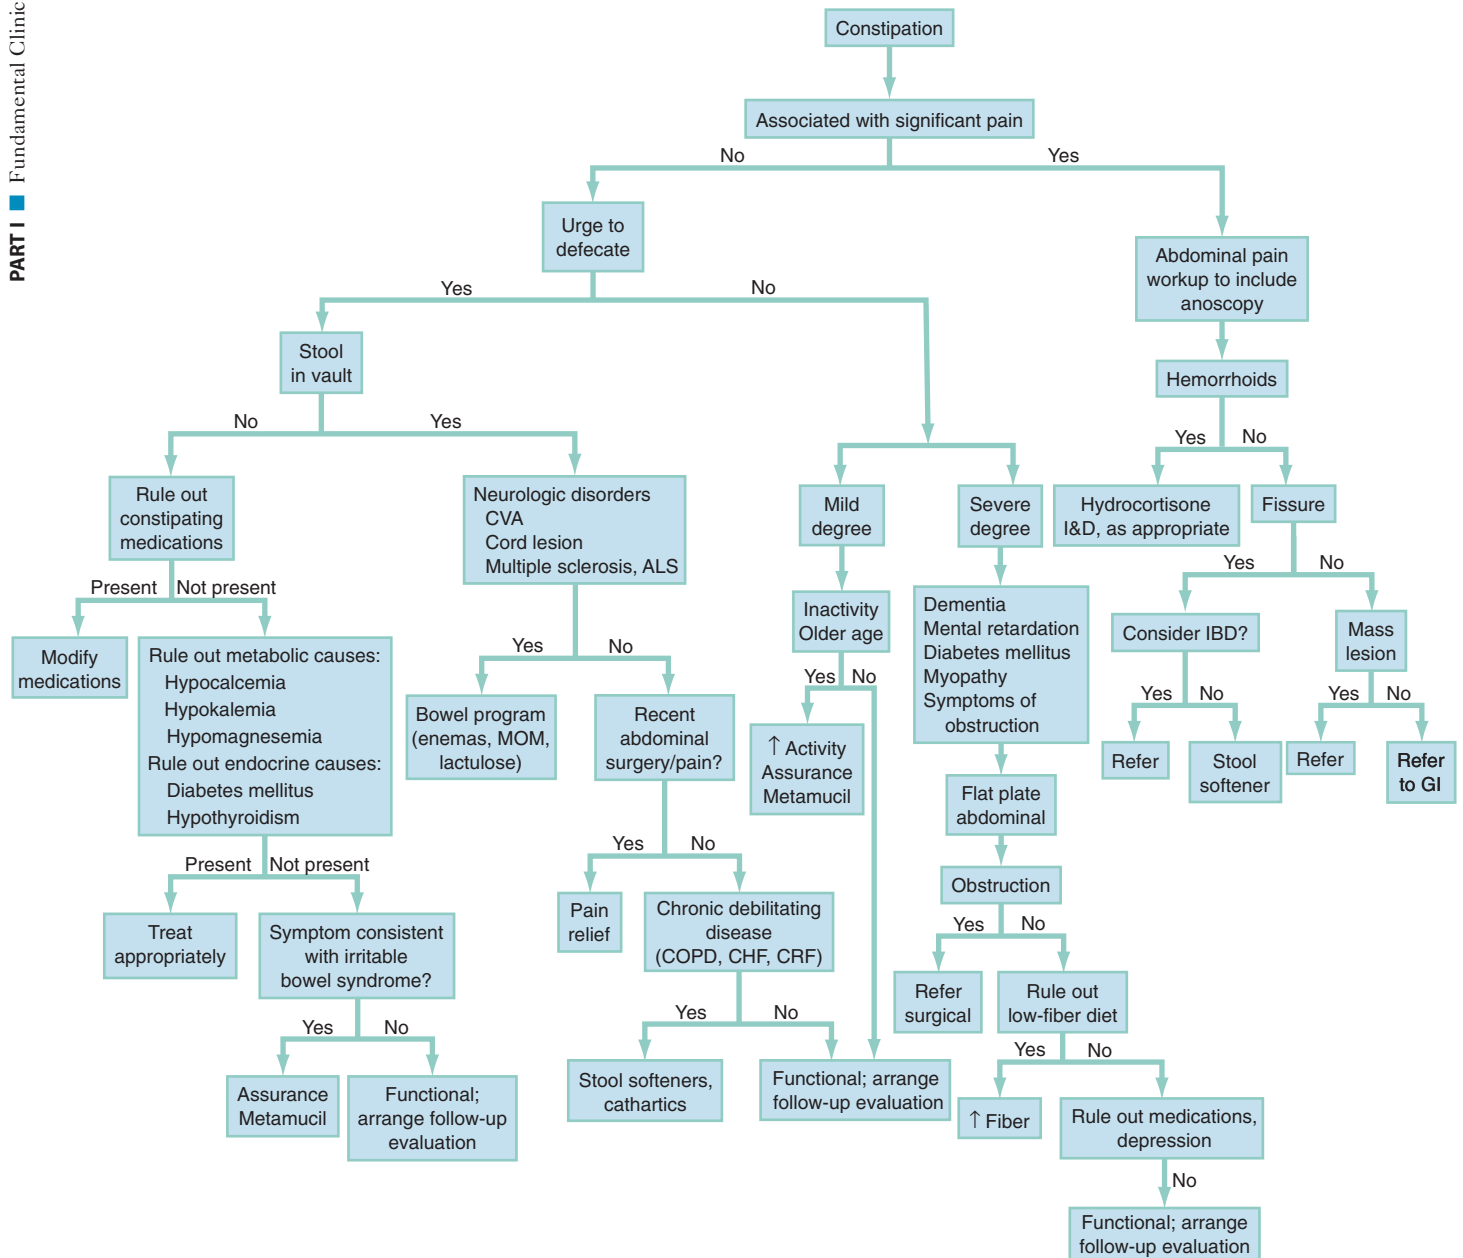 PART I ■ Fundamental Clinic
Constipation
Associated with significant pain
No
Yes
Urge to
defecate
Abdominal pain
workup to include
anoscopy
Yes
No
Stool
in vault
Hemorrhoids
No
Yes
Yes
No
Rule out
constipating
medications
Neurologic disorders
CVA
Cord lesion
Multiple sclerosis, ALS
Mild
degree
Severe
degree
Hydrocortisone
I&D, as appropriate
Fissure
Present
Not present
Yes
No
Modify
medications
Rule out metabolic causes:
Hypocalcemia
Hypokalemia
Hypomagnesemia
Rule out endocrine causes:
Diabetes mellitus
Hypothyroidism
Yes
No
Inactivity
Older age
Dementia
Mental retardation
Diabetes mellitus
Myopathy
Symptoms of
obstruction
Consider IBD?
Mass
lesion
Yes
No
Yes
No
Yes
No
Bowel program
(enemas, MOM,
lactulose)
Recent
abdominal
surgery/pain?
↑ Activity
Assurance
Metamucil
Refer
Stool
softener
Refer
Refer
to GI
Flat plate
abdominal
Present
Not present
Yes
No
Obstruction
Treat
appropriately
Symptom consistent
with irritable
bowel syndrome?
Pain
relief
Chronic debilitating
disease
(COPD, CHF, CRF)
Yes
No
Refer
surgical
Rule out
low-fiber diet
Yes
No
Yes
No
Yes
No
Assurance
Metamucil
Functional;
arrange follow-up
evaluation
Stool softeners,
cathartics
Functional; arrange
follow-up evaluation
↑ Fiber
Rule out medications,
depression
No
Functional; arrange
follow-up evaluation